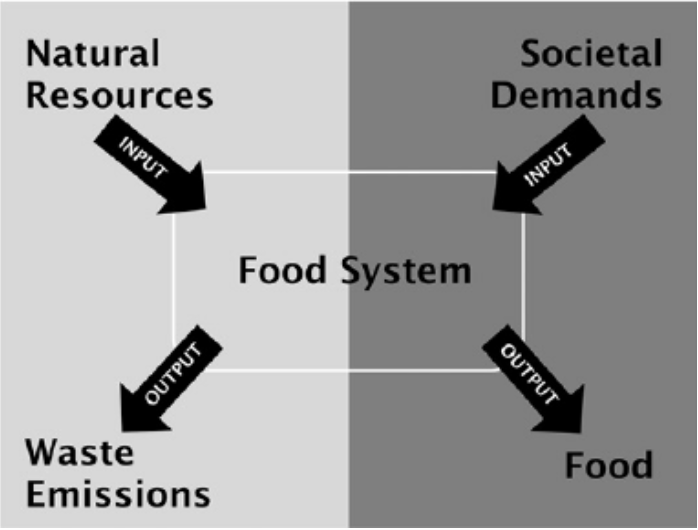 Natural
Resources
Societal
Demands
INPUT
INPUT
Food System
OUTPUT
OUTPUT
Waste
Emissions
Food